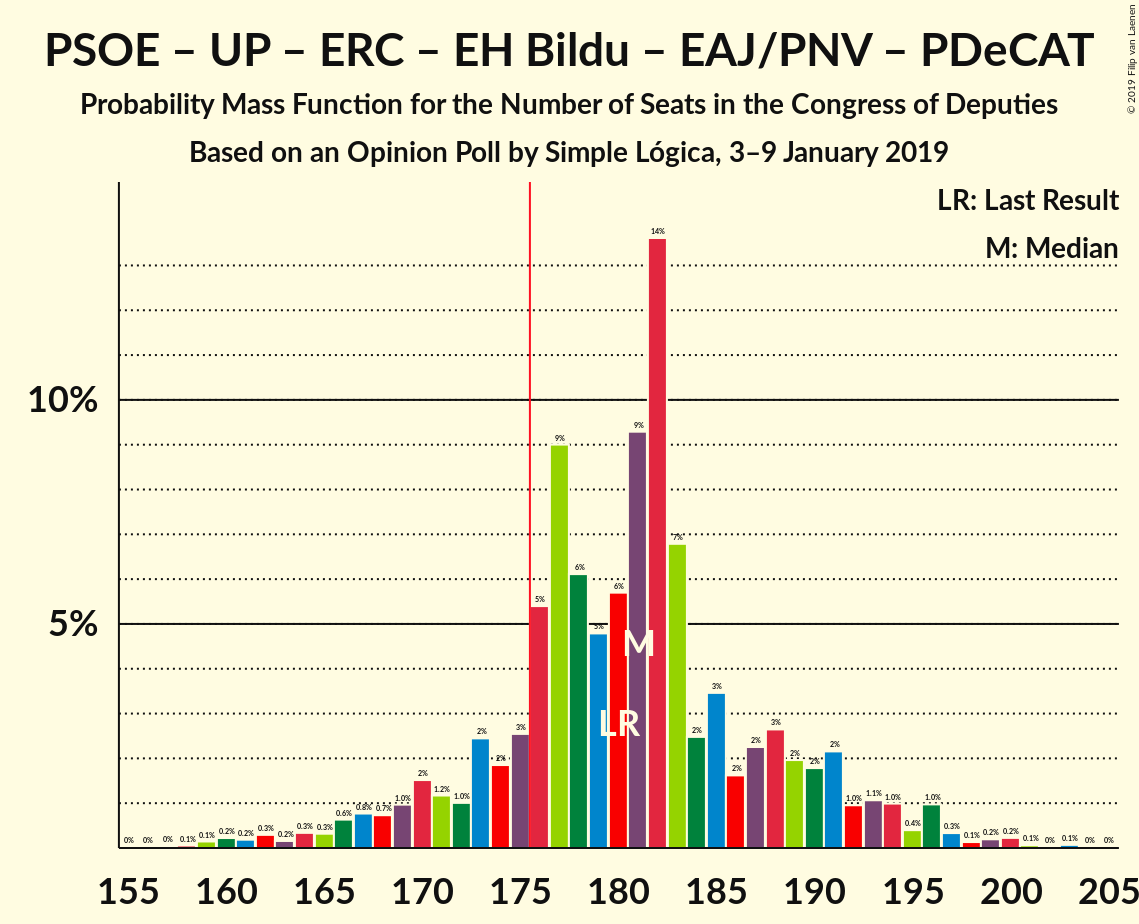 PSOE – UP – ERC – EH Bildu – EAJ/PNV – PDeCAT
Probability Mass Function for the Number of Seats in the Congress of Deputies
Based on an Opinion Poll by Simple Lógica, 3–9 January 2019
© 2019 Filip van Laenen
LR: Last Result
M: Median
10%
5%
0% 0% 0% 0.1% 0.1% 0.2% 0.2% 0.3% 0.2% 0.3% 0.3% 0.6% 0.8% 0.7% 1.0% 2% 1.2% 1.0% 2% 2% 3% 5% 9% 6% 5% 6% 9% 14% 7% 2% 3% 2% 2% 3% 2% 2% 2% 1.0% 1.1% 1.0% 0.4% 1.0% 0.3% 0.1% 0.2% 0.2% 0.1% 0% 0.1% 0% 0%
M
LR
155 160 165 170 175 180 185 190 195 200 205